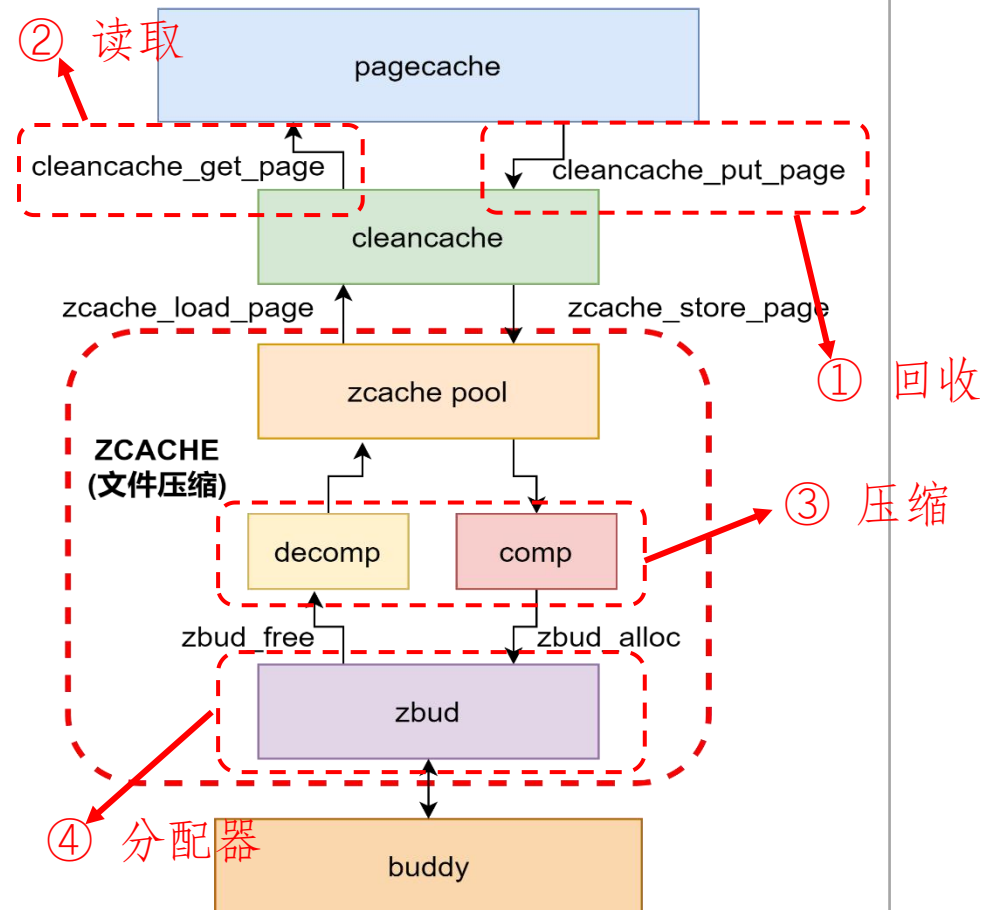 ② 读取
pagecache
cleancache_get_page
cleancache_put_page
cleancache
zcache_load_page
zcache_store_page
① 回收
zcache pool
ZCACHE
(文件压缩)
③ 压缩
decomp
comp
zbud_free
zbud_alloc
zbud
④ 分配器
buddy